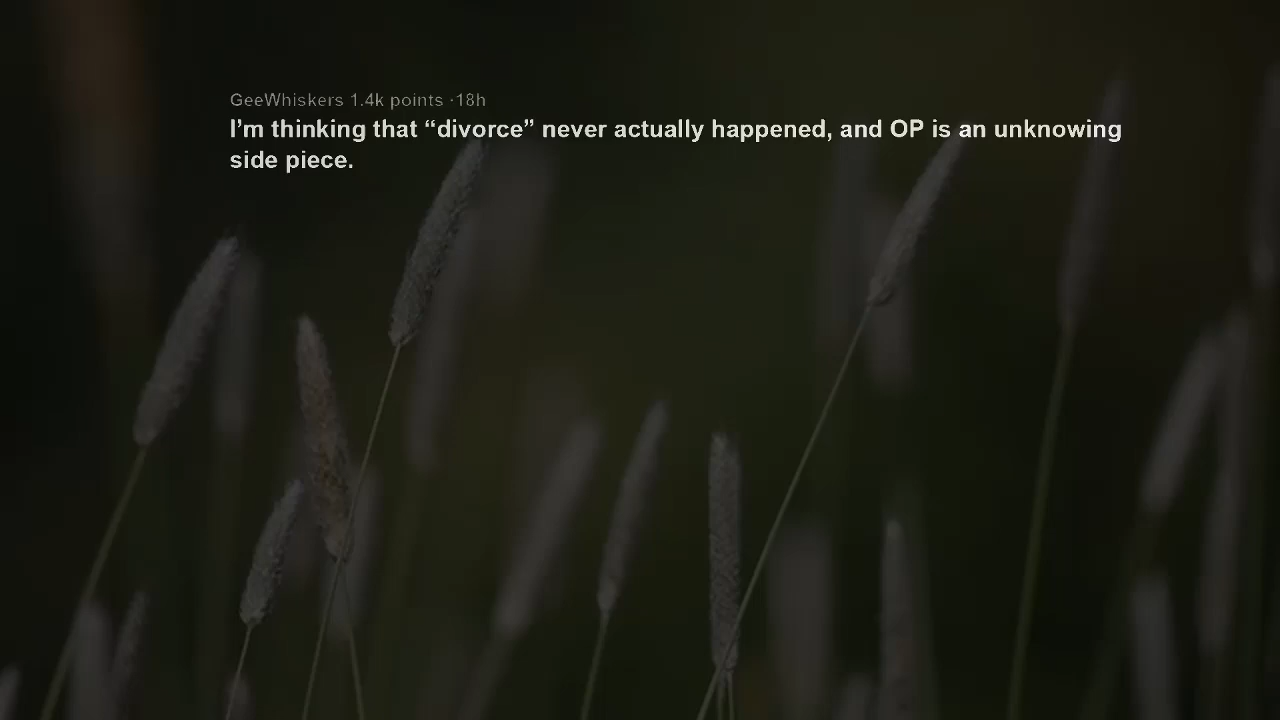 GeeWhiskers 1.4k points ·18h
I’m thinking that “divorce” never actually happened, and OP is an unknowing
side piece.